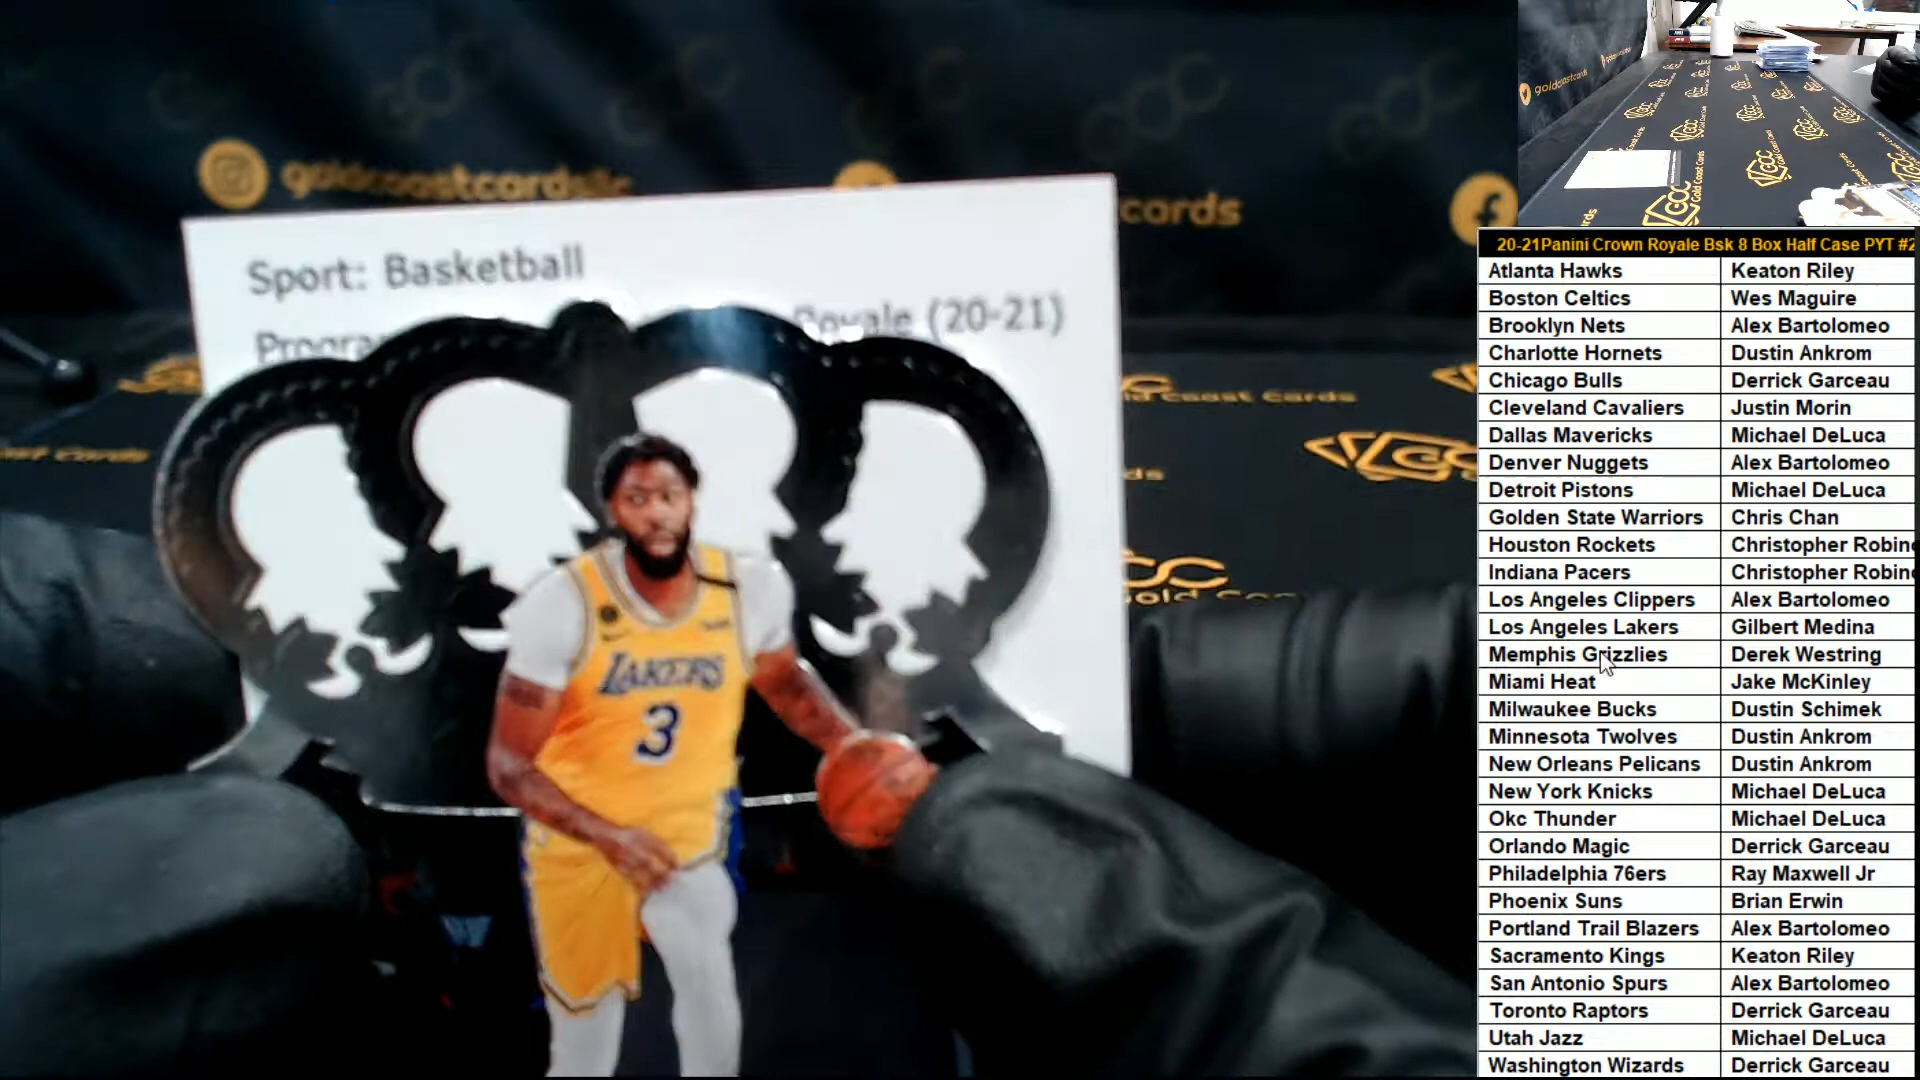 goldcoastcardsllc
cards
Sport: Basketball
Royale (20-21)
LAKERS
3
goldcoastcards
GCC
Gold Coast Cards
20-21Panini Crown Royale Bsk 8 Box Half Case PYT #2
Atlanta Hawks Keaton Riley
Boston Celtics Wes Maguire
Brooklyn Nets Alex Bartolomeo
Charlotte Hornets Dustin Ankrom
Chicago Bulls Derrick Garceau
Cleveland Cavaliers Justin Morin
Dallas Mavericks Michael DeLuca
Denver Nuggets Alex Bartolomeo
Detroit Pistons Michael DeLuca
Golden State Warriors Chris Chan
Houston Rockets Christopher Robin
Indiana Pacers Christopher Robin
Los Angeles Clippers Alex Bartolomeo
Los Angeles Lakers Gilbert Medina
Memphis Grizzlies Derek Westring
Miami Heat Jake McKinley
Milwaukee Bucks Dustin Schimek
Minnesota Twolves Dustin Ankrom
New Orleans Pelicans Dustin Ankrom
New York Knicks Michael DeLuca
Okc Thunder Michael DeLuca
Orlando Magic Derrick Garceau
Philadelphia 76ers Ray Maxwell Jr
Phoenix Suns Brian Erwin
Portland Trail Blazers Alex Bartolomeo
Sacramento Kings Keaton Riley
San Antonio Spurs Alex Bartolomeo
Toronto Raptors Derrick Garceau
Utah Jazz Michael DeLuca
Washington Wizards Derrick Garceau